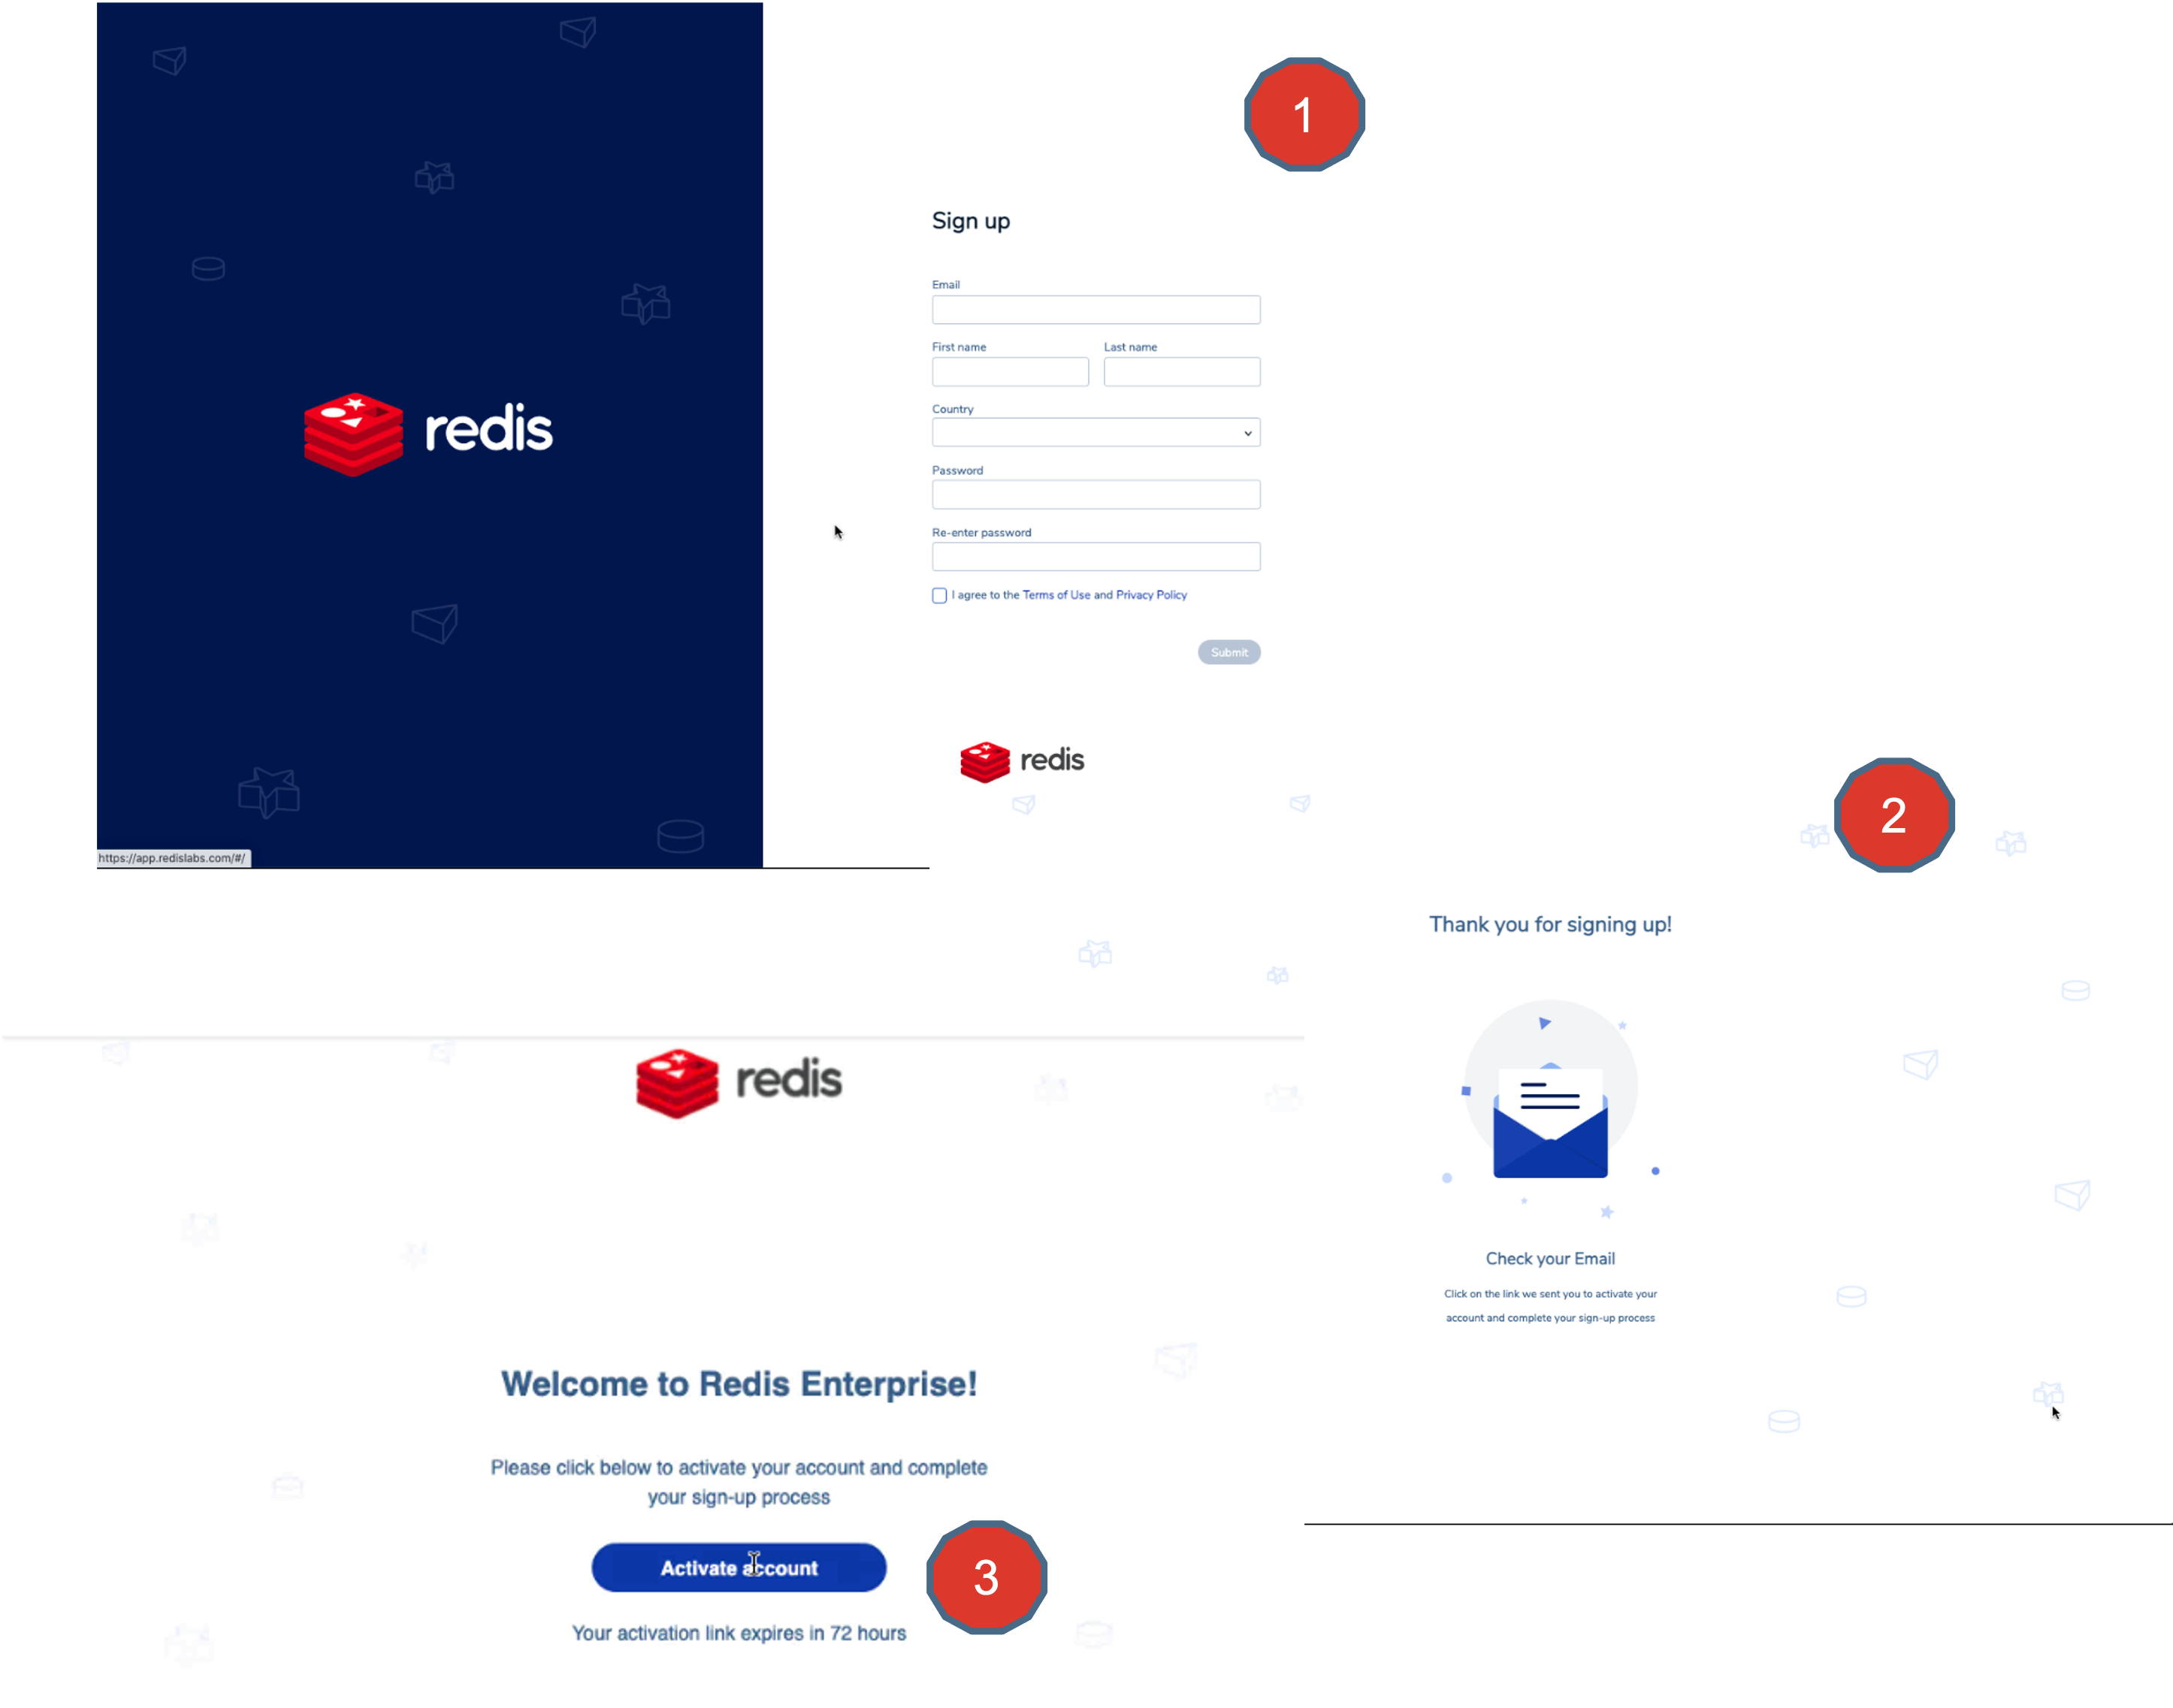 1
Sign up
Email
First name
Last name
Country
redis
Password
Re-enter password
I agree to the Terms of Use and Privacy Policy
Submit
https://app.redislabs.com/#/
redis
2
Thank you for signing up!
Check your Email
Click on the link we sent you to activate your
account and complete your sign-up process
redis
Welcome to Redis Enterprise!
Please click below to activate your account and complete
your sign-up process
Activate account
3
Your activation link expires in 72 hours